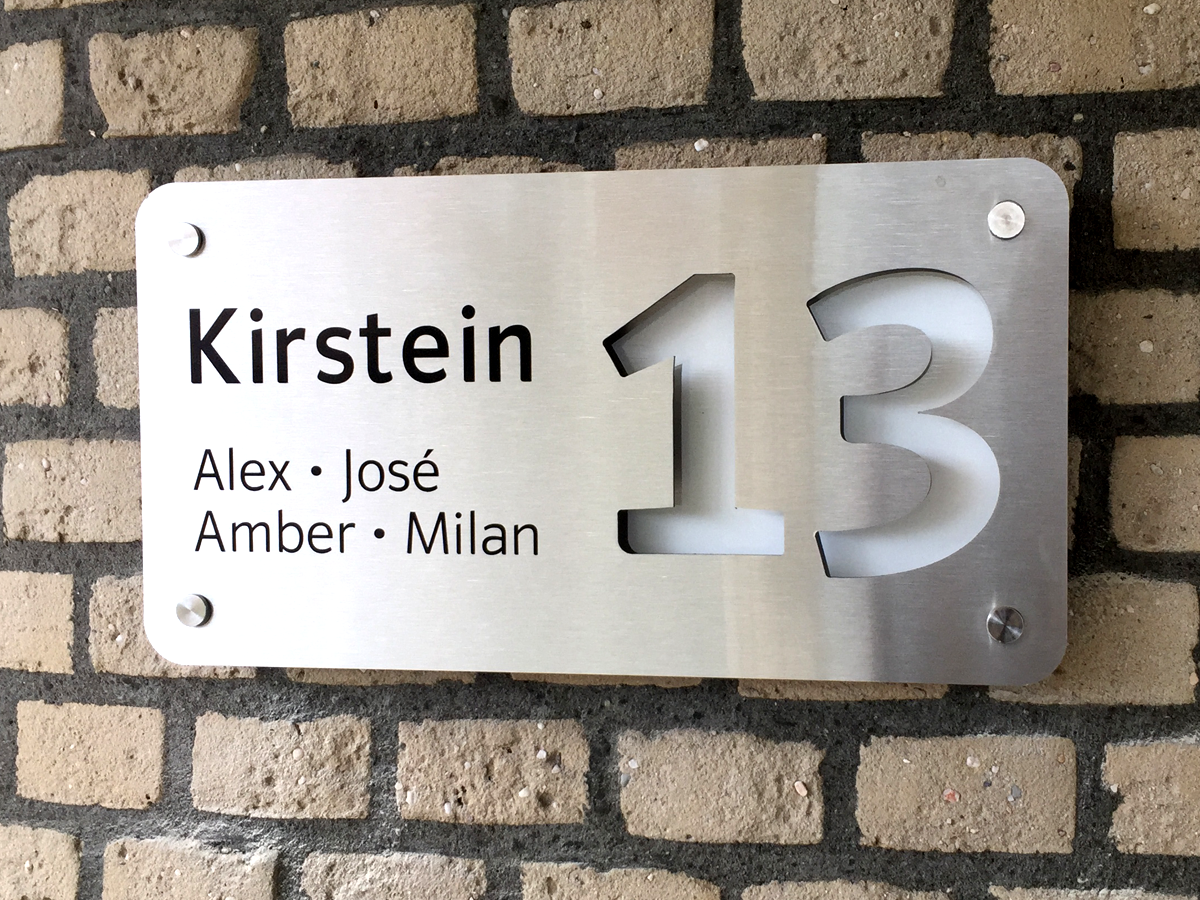 Kirstein
Alex • José
Amber • Milan
13